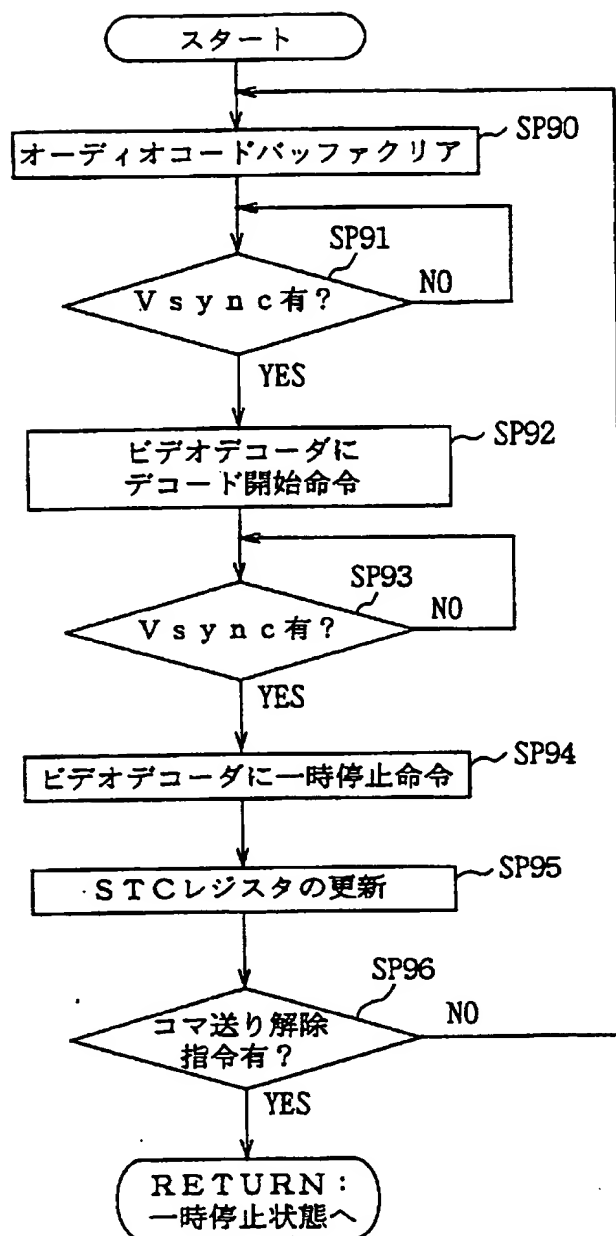 スタート
オーディオコードバッファクリア
SP90
Vsync有?
SP91
NO
YES
ビデオデコーダに
デコード開始命令
SP92
Vsync有?
SP93
NO
YES
ビデオデコーダに一時停止命令
SP94
STCレジスタの更新
SP95
コマ送り解除
指令有?
SP96
NO
YES
RETURN:
一時停止状態へ